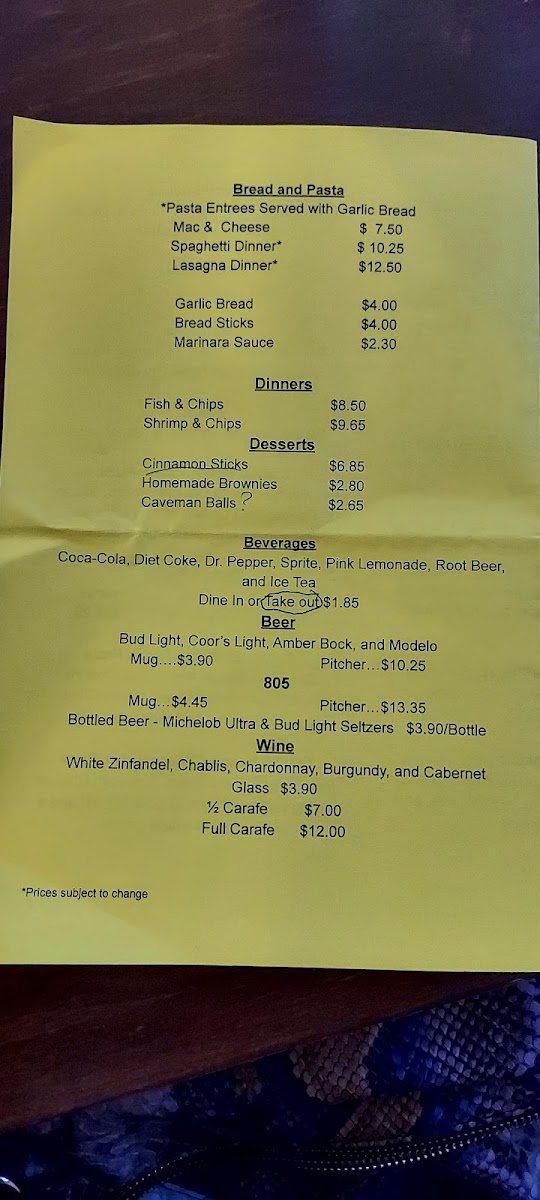 Bread and Pasta
*Pasta Entrees Served with Garlic Bread
Mac & Cheese $ 7.50
Spaghetti Dinner* $ 10.25
Lasagna Dinner* $12.50
Garlic Bread $4.00
Bread Sticks $4.00
Marinara Sauce $2.30
Dinners
Fish & Chips $8.50
Shrimp & Chips $9.65
Desserts
Cinnamon Sticks $6.85
Homemade Brownies $2.80
Caveman Balls ? $2.65
Beverages
Coca-Cola, Diet Coke, Dr. Pepper, Sprite, Pink Lemonade, Root Beer,
and Ice Tea
Dine In or Take out $1.85
Beer
Bud Light, Coor's Light, Amber Bock, and Modelo
Mug....$3.90 Pitcher...$10.25
805
Mug...$4.45 Pitcher...$13.35
Bottled Beer - Michelob Ultra & Bud Light Seltzers $3.90/Bottle
Wine
White Zinfandel, Chablis, Chardonnay, Burgundy, and Cabernet
Glass $3.90
½ Carafe $7.00
Full Carafe $12.00
*Prices subject to change